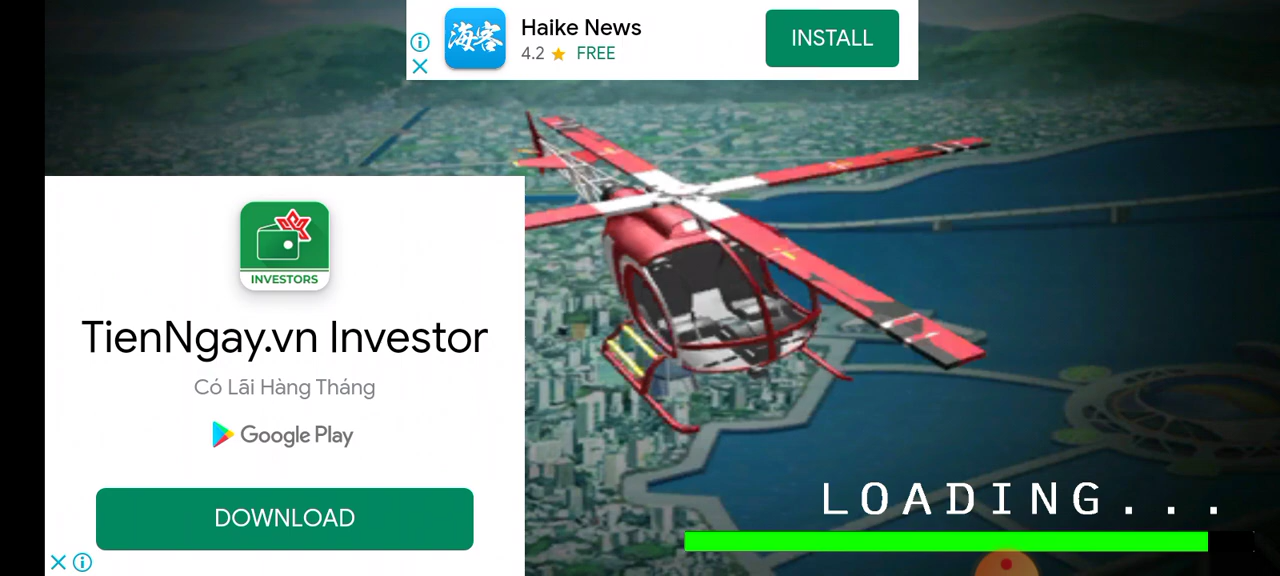 海客
Haike News
4.2 ★ FREE
INSTALL
INVESTORS
TienNgay.vn Investor
Có Lãi Hàng Tháng
Google Play
DOWNLOAD
LOADING...